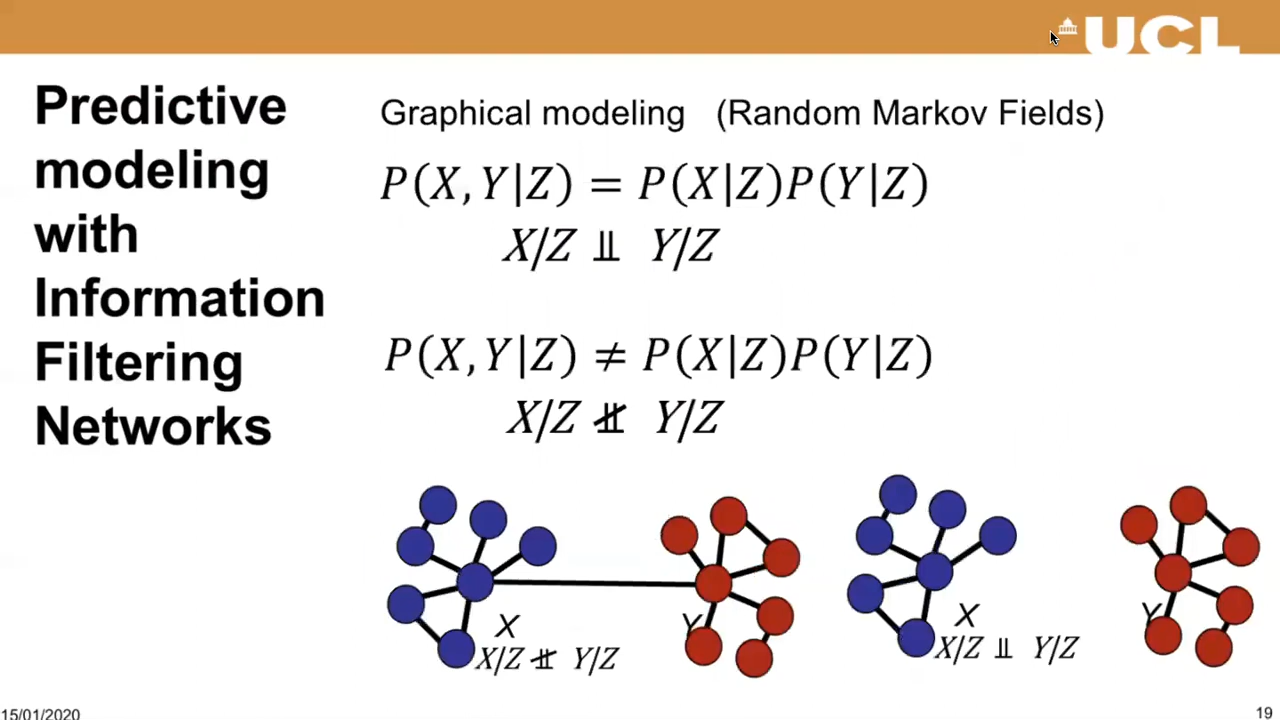 UCL
Predictive
modeling
with
Information
Filtering
Networks
Graphical modeling (Random Markov Fields)
P(X,Y|Z) = P(X|Z)P(Y|Z)
X/Z ⫫ Y/Z
P(X,Y|Z) ≠ P(X|Z)P(Y|Z)
X/Z ⫫̸ Y/Z
X Y
X/Z ⫫̸ Y/Z
X Y
X/Z ⫫ Y/Z
15/01/2020
19